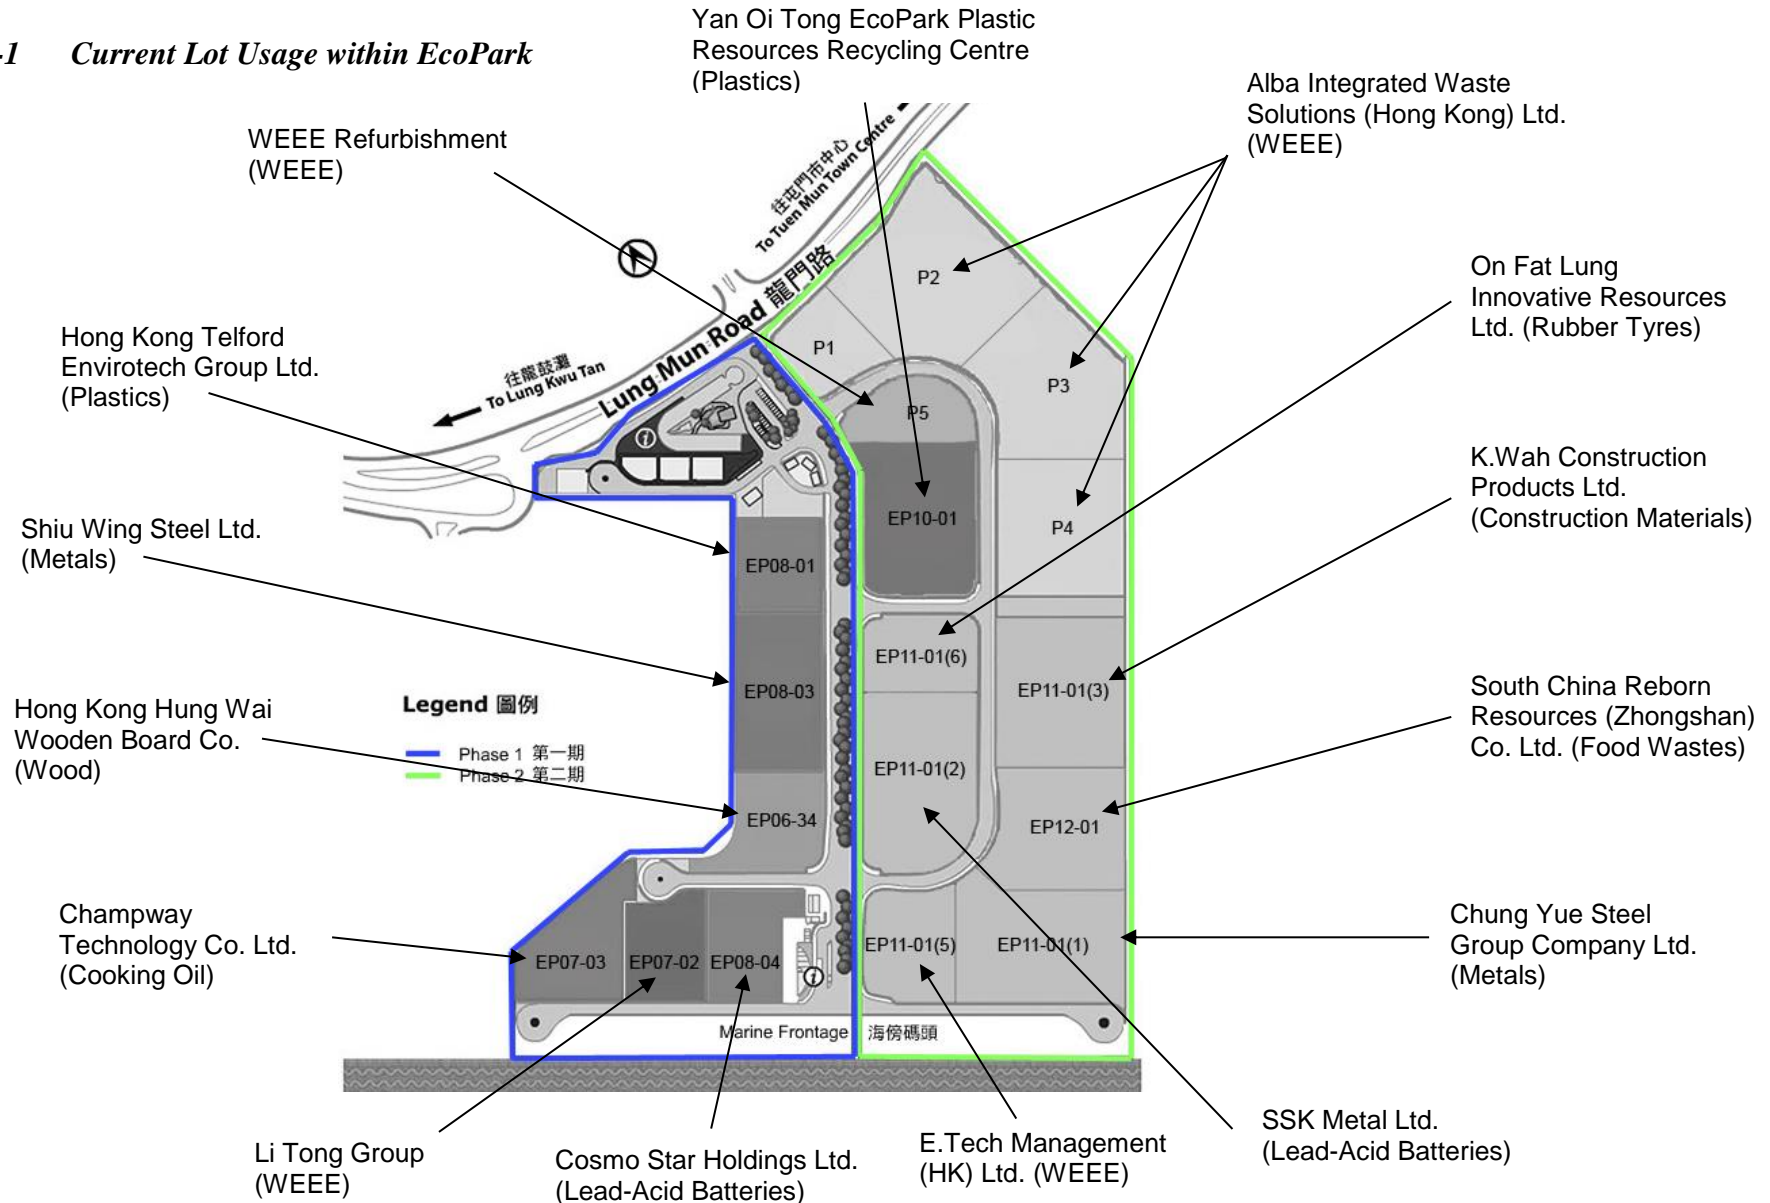 -1 Current Lot Usage within EcoPark
Yan Oi Tong EcoPark Plastic
Resources Recycling Centre
(Plastics)
Alba Integrated Waste
Solutions (Hong Kong) Ltd.
(WEEE)
WEEE Refurbishment
(WEEE)
往屯門市中心
To Tuen Mun Town Centre
On Fat Lung
Innovative Resources
Ltd. (Rubber Tyres)
Hong Kong Telford
Envirotech Group Ltd.
(Plastics)
往龍鼓灘
To Lung Kwu Tan
Lung Mun Road 龍門路
P2
P1
P3
P5
P4
K.Wah Construction
Products Ltd.
(Construction Materials)
Shiu Wing Steel Ltd.
(Metals)
EP10-01
EP08-01
EP11-01(6)
EP08-03
EP11-01(3)
South China Reborn
Resources (Zhongshan)
Co. Ltd. (Food Wastes)
Hong Kong Hung Wai
Wooden Board Co.
(Wood)
Legend 圖例
Phase 1 第一期
Phase 2 第二期
EP11-01(2)
EP06-34
EP12-01
Champway
Technology Co. Ltd.
(Cooking Oil)
Chung Yue Steel
Group Company Ltd.
(Metals)
EP07-03
EP07-02
EP08-04
EP11-01(5)
EP11-01(1)
Marine Frontage 海傍碼頭
Li Tong Group
(WEEE)
Cosmo Star Holdings Ltd.
(Lead-Acid Batteries)
E.Tech Management
(HK) Ltd. (WEEE)
SSK Metal Ltd.
(Lead-Acid Batteries)